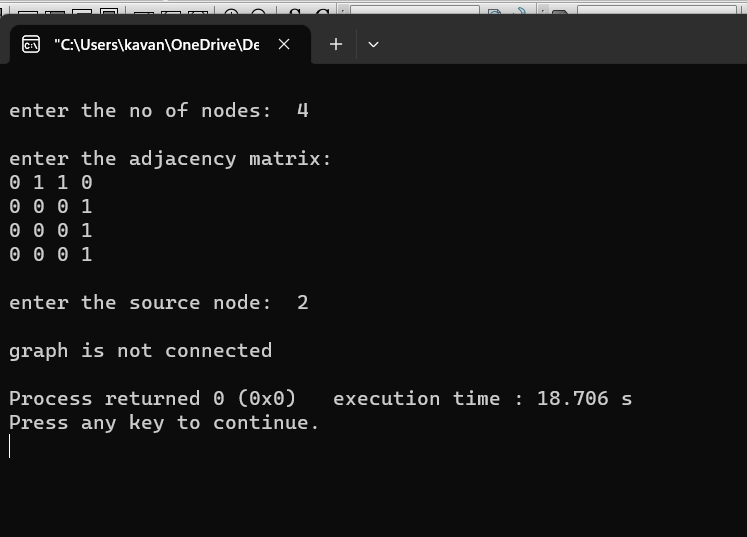 "C:\Users\kavan\OneDrive\De
enter the no of nodes:  4
enter the adjacency matrix:
0 1 1 0
0 0 0 1
0 0 0 1
0 0 0 1
enter the source node:  2
graph is not connected
Process returned 0 (0x0)   execution time : 18.706 s
Press any key to continue.